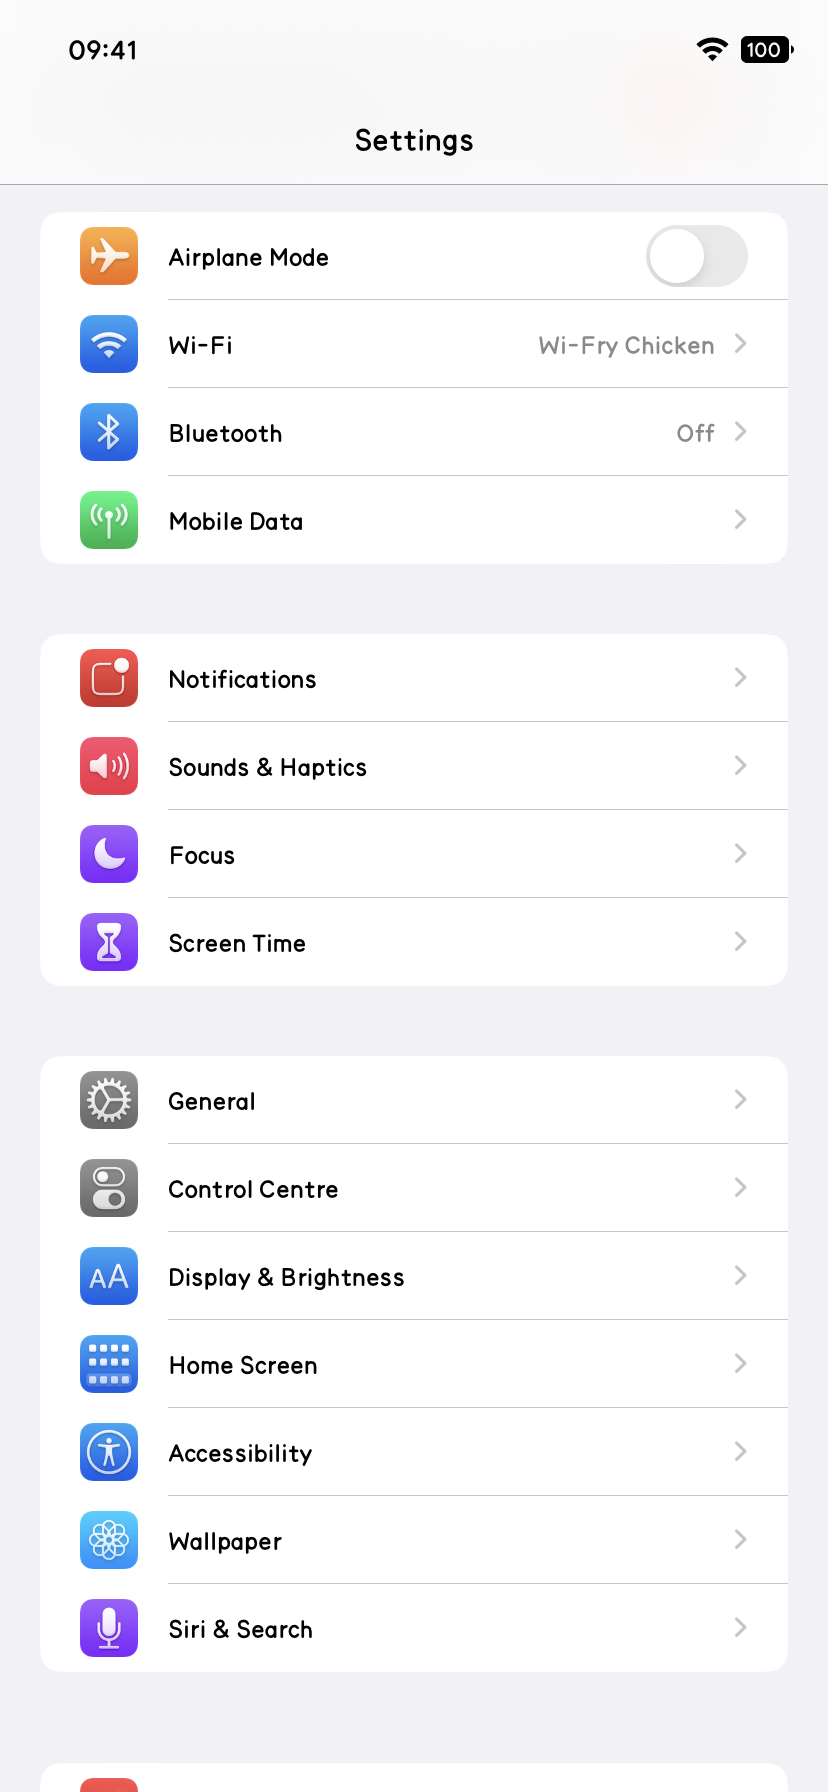 09:41
100
Settings
Airplane Mode
Wi-Fi Wi-Fry Chicken
Bluetooth Off
Mobile Data
Notifications
Sounds & Haptics
Focus
Screen Time
General
Control Centre
AA Display & Brightness
Home Screen
Accessibility
Wallpaper
Siri & Search